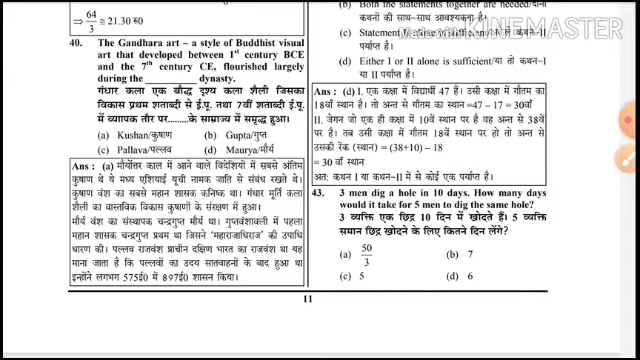 ⇒ 64/3 ≅ 21.30 रु0
40. The Gandhara art – a style of Buddhist visual
art that developed between 1st century BCE
and the 7th century CE, flourished largely
during the __________ dynasty.
गंधार कला एक बौद्ध दृश्य कला शैली जिसका
विकास प्रथम शताब्दी से ई.पू. तथा 7वीं शताब्दी ई.पू.
में व्यापक तौर पर........के साम्राज्य में समृद्ध हुआ।
(a) Kushan/कुषाण (b) Gupta/गुप्त
(c) Pallava/पल्लव (d) Maurya/मौर्य
Ans : (a) मौर्योत्तर काल में आने वाले विदेशियों में सबसे अंतिम
कुषाण थे ये मध्य एशियाई यूची नामक जाति से संबंध रखते थे।
कुषाण वंश का सबसे महान शासक कनिष्क था। गंधार मूर्ति कला
शैली का वास्तविक विकास कुषाणों के संरक्षण में हुआ।
मौर्य वंश का संस्थापक चन्द्रगुप्त मौर्य था। गुप्तवंशावली में पहला
महान शासक चन्द्रगुप्त प्रथम था जिसने 'महाराजाधिराज' की उपाधि
धारण की। पल्लव राजवंश प्राचीन दक्षिण भारत का राजवंश था यह
माना जाता है कि पल्लवों का उदय सातवाहनों के बाद हुआ था
इन्होंने लगभग 575ई0 में 897ई0 शासन किया।
(b) Both the statements together are needed/दोनों
कथनों की साथ-साथ आवश्यकता है।
(c) Statement II alone is sufficient/अकेले कथन-II
पर्याप्त है।
(d) Either I or II alone is sufficient/या तो कथन-I
या II पर्याप्त है।
Ans : (d) I. एक कक्षा में विद्यार्थी 47 हैं। उसी कक्षा में गौतम का
18वाँ स्थान है। तो अन्त से गौतम का स्थान =47 – 17 = 30वाँ
II. जेगन जो एक ही कक्षा में 10वें स्थान पर है वह अन्त से 38वें
पर है। तब उसी कक्षा में गौतम 18वें स्थान पर हो तो अन्त से
उसकी रैंक (स्थान) = (38+10) – 18
= 30वाँ स्थान
अत: कथन I या कथन-II में से कोई एक पर्याप्त है।
43. 3 men dig a hole in 10 days. How many days
would it take for 5 men to dig the same hole?
3 व्यक्ति एक छिद्र 10 दिन में खोदते हैं। 5 व्यक्ति
समान छिद्र खोदने के लिए कितने दिन लेंगे?
(a) 50/3 (b) 7
(c) 5 (d) 6
11
KINEMASTER